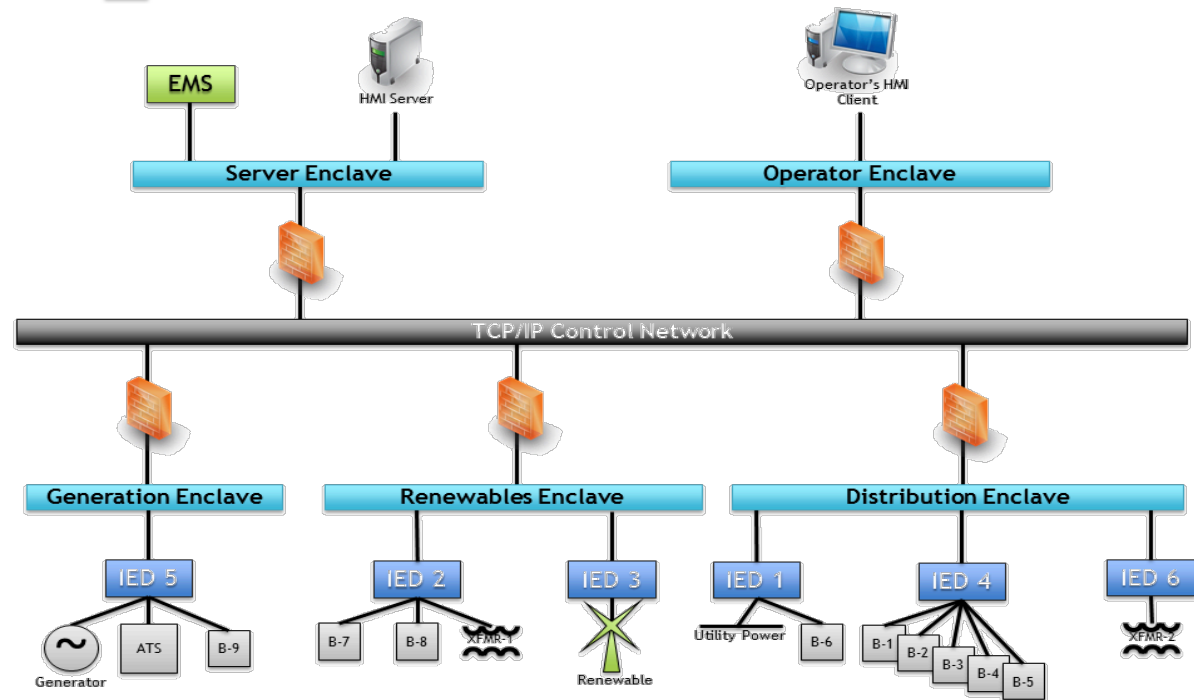 EMS
HMI Server
Operator's HMI
Client
Server Enclave
Operator Enclave
TCP/IP Control Network
Generation Enclave
Renewables Enclave
Distribution Enclave
IED 5
IED 2
IED 3
IED 1
IED 4
IED 6
~
Generator
ATS
B-9
B-7
B-8
XFMR-1
Renewable
Utility Power
B-6
B-1
B-2
B-3
B-4
B-5
XFMR-2